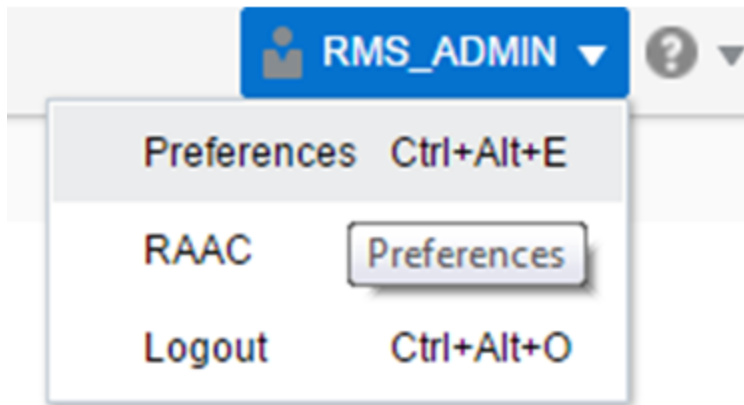 RMS_ADMIN
Preferences Ctrl+Alt+E
RAAC
Preferences
Logout Ctrl+Alt+O